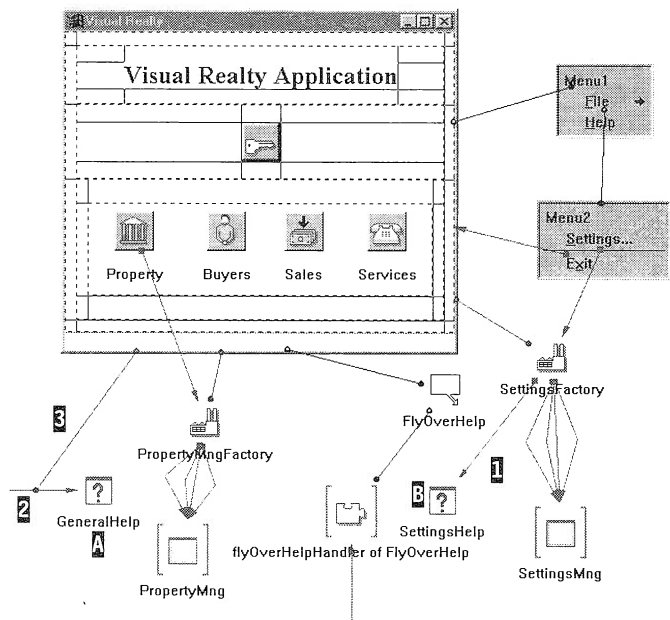 Visual Realty
Visual Realty Application
Menu1
File
Help
Menu2
Settings...
Exit
Property
Buyers
Sales
Services
SettingsFactory
FlyOverHelp
3
PropertyMngFactory
1
2
B
GeneralHelp
SettingsHelp
A
flyOverHelpHandler of FlyOverHelp
SettingsMng
PropertyMng